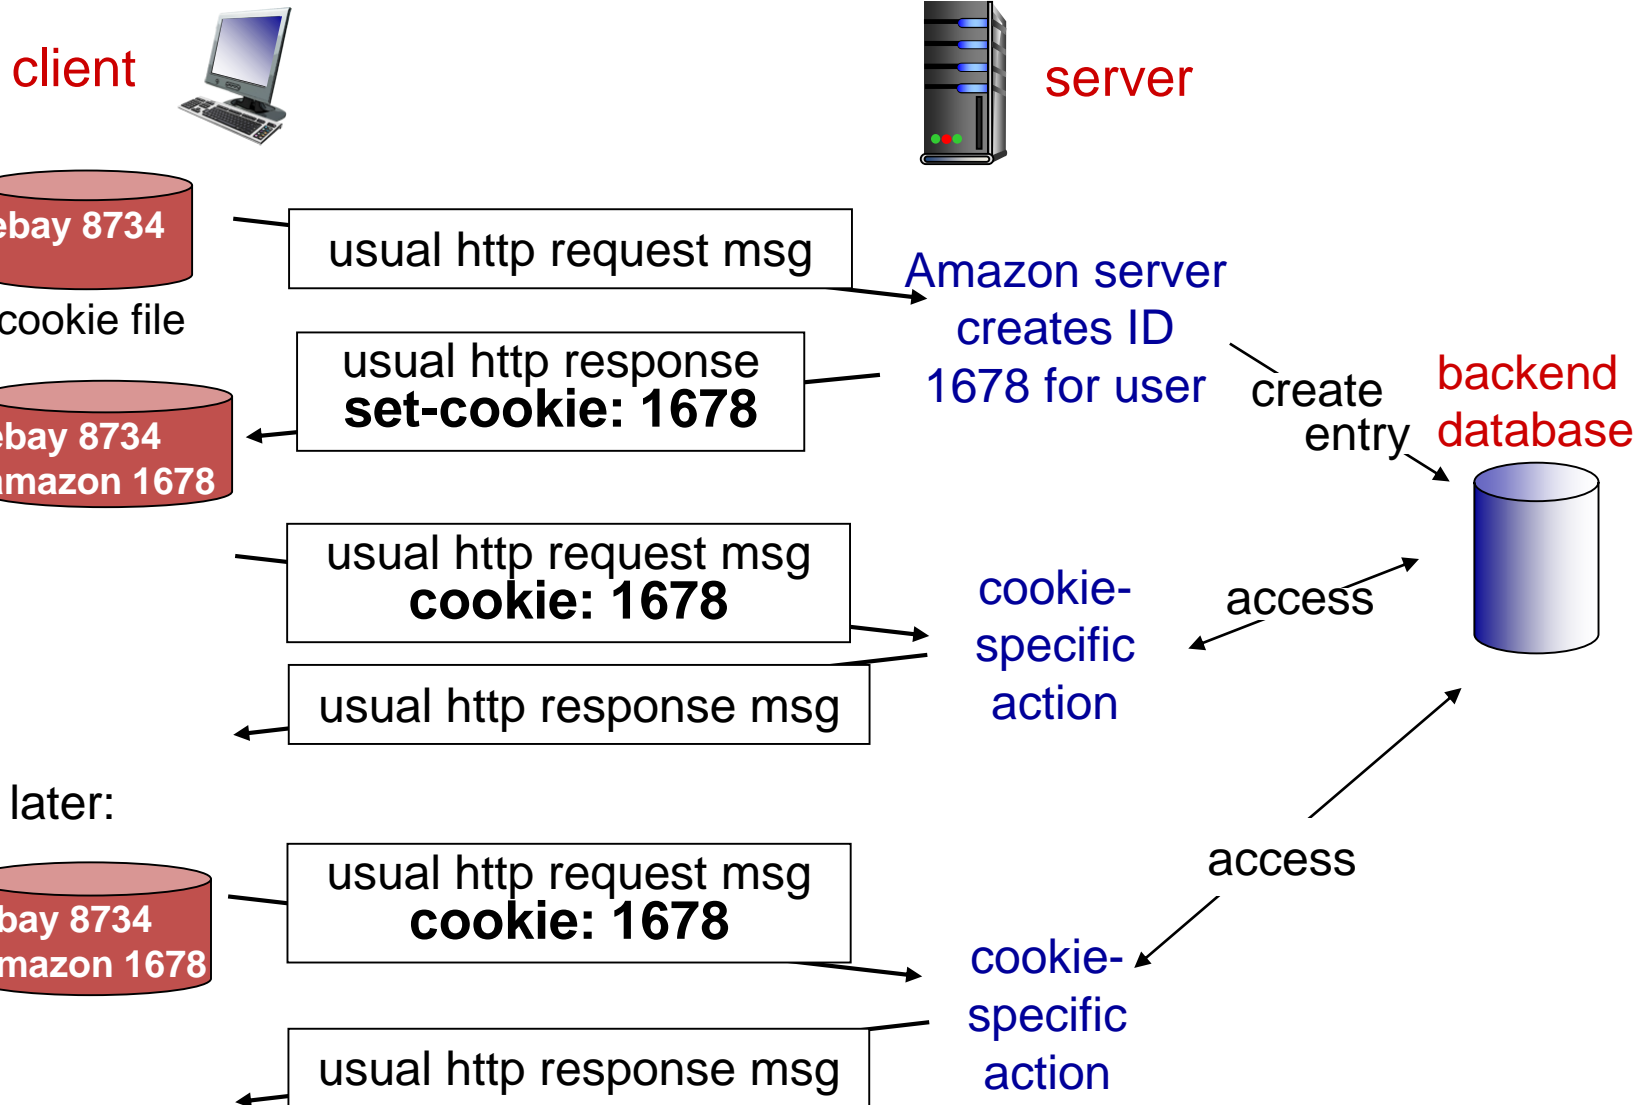 client
server
ebay 8734
usual http request msg
Amazon server
creates ID
1678 for user
cookie file
usual http response
set-cookie: 1678
create
entry
backend
database
ebay 8734
amazon 1678
usual http request msg
cookie: 1678
cookie-
specific
action
access
usual http response msg
later:
access
bay 8734
mazon 1678
usual http request msg
cookie: 1678
cookie-
specific
action
usual http response msg